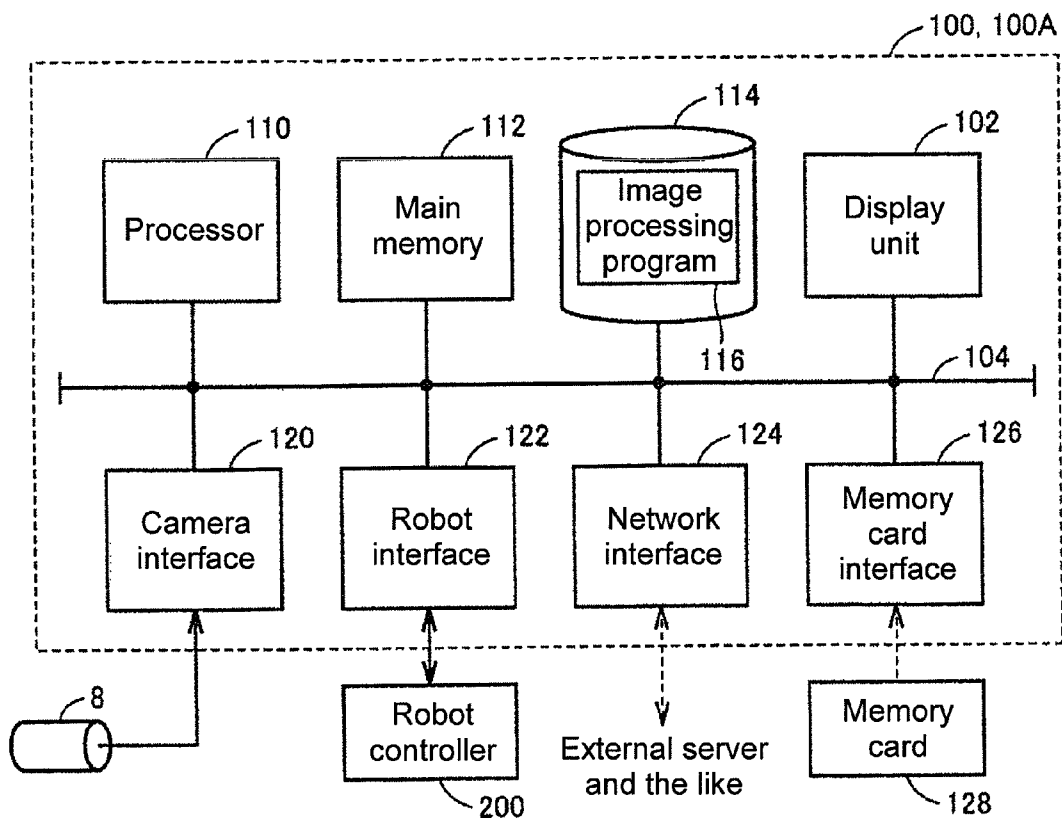 100, 100A
110
112
114
102
Processor
Main
memory
Image
processing
program
Display
unit
116
104
120
122
124
126
Camera
interface
Robot
interface
Network
interface
Memory
card
interface
8
Robot
controller
200
External server
and the like
Memory
card
128